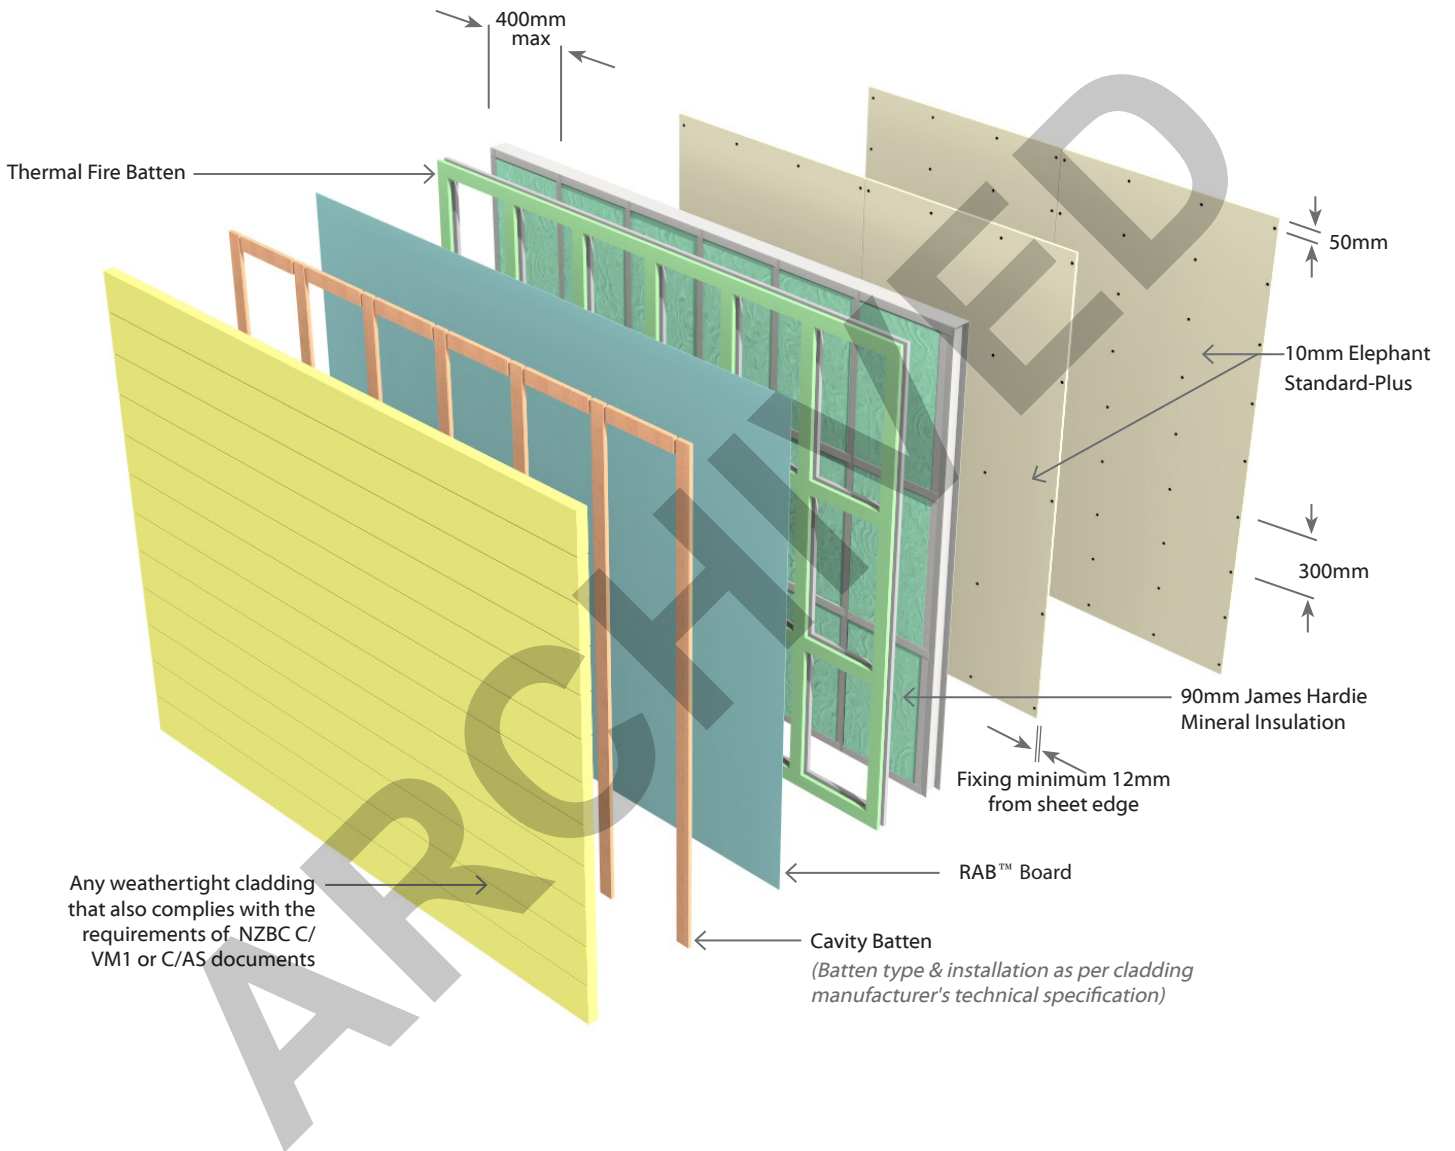 400mm
max
Thermal Fire Batten
50mm
10mm Elephant
Standard-Plus
300mm
90mm James Hardie
Mineral Insulation
Fixing minimum 12mm
from sheet edge
RAB™ Board
Any weathertight cladding
that also complies with the
requirements of NZBC C/
VM1 or C/AS documents
Cavity Batten
(Batten type & installation as per cladding
manufacturer's technical specification)
ARCHIVED